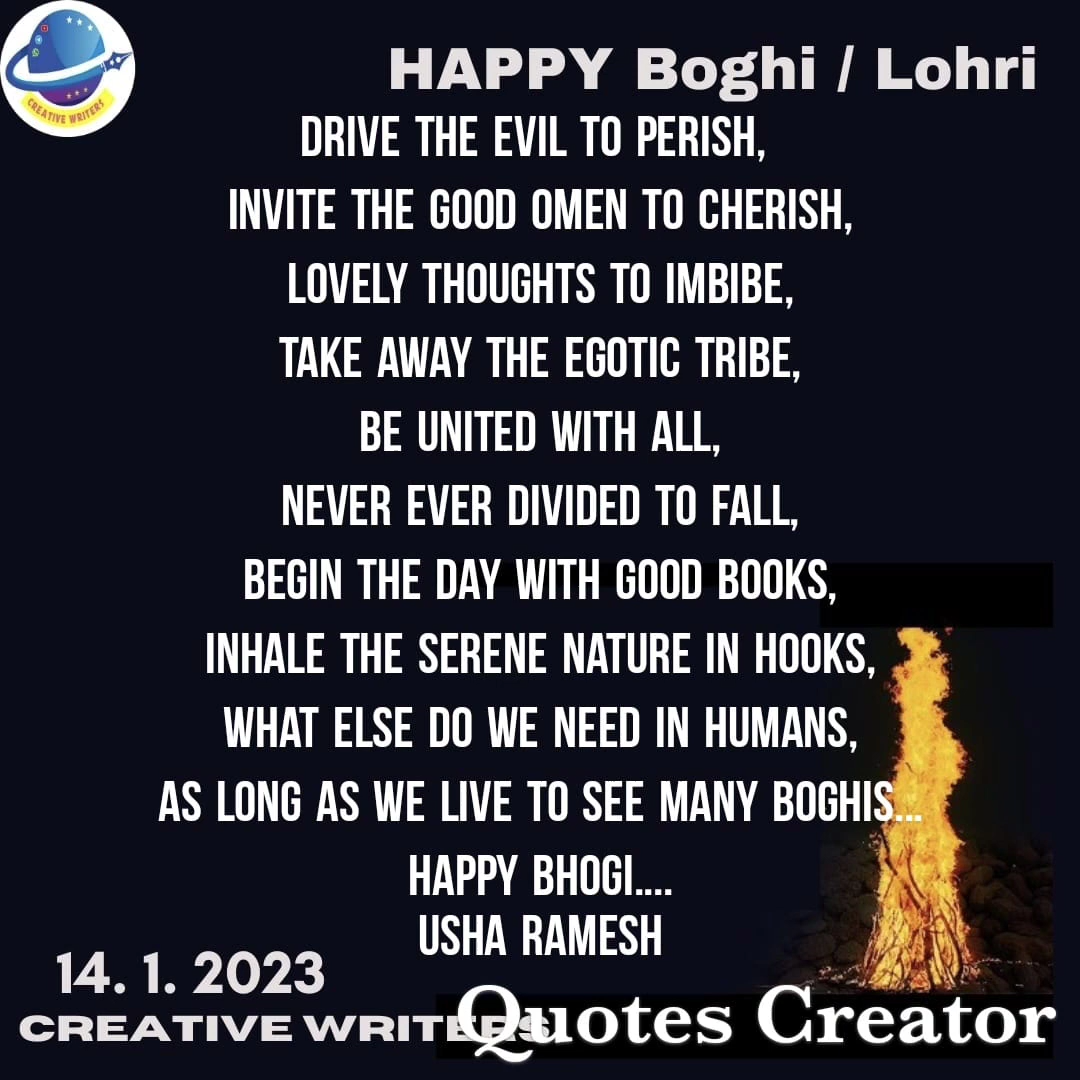 CREATIVE WRITERS
HAPPY Boghi / Lohri
DRIVE THE EVIL TO PERISH,
INVITE THE GOOD OMEN TO CHERISH,
LOVELY THOUGHTS TO IMBIBE,
TAKE AWAY THE EGOTIC TRIBE,
BE UNITED WITH ALL,
NEVER EVER DIVIDED TO FALL,
BEGIN THE DAY WITH GOOD BOOKS,
INHALE THE SERENE NATURE IN HOOKS,
WHAT ELSE DO WE NEED IN HUMANS,
AS LONG AS WE LIVE TO SEE MANY BOGHIS...
HAPPY BHOGI....
USHA RAMESH
14. 1. 2023
CREATIVE WRITERS
Quotes Creator